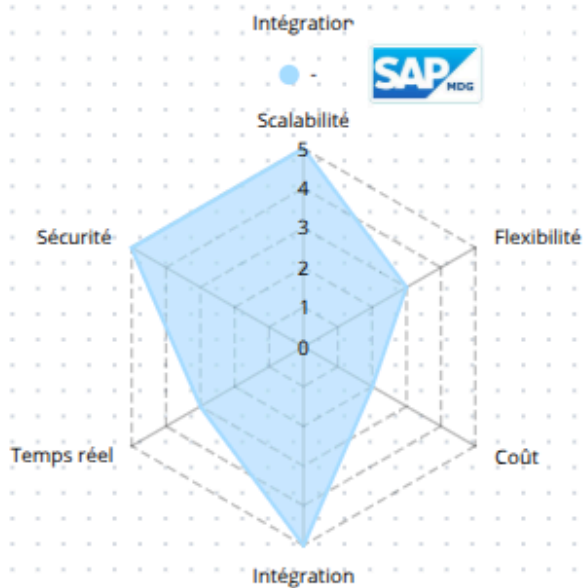 Intégration
-
SAP
MDG
Scalabilité
5
4
3
2
1
0
Sécurité
Flexibilité
Temps réel
Coût
Intégration